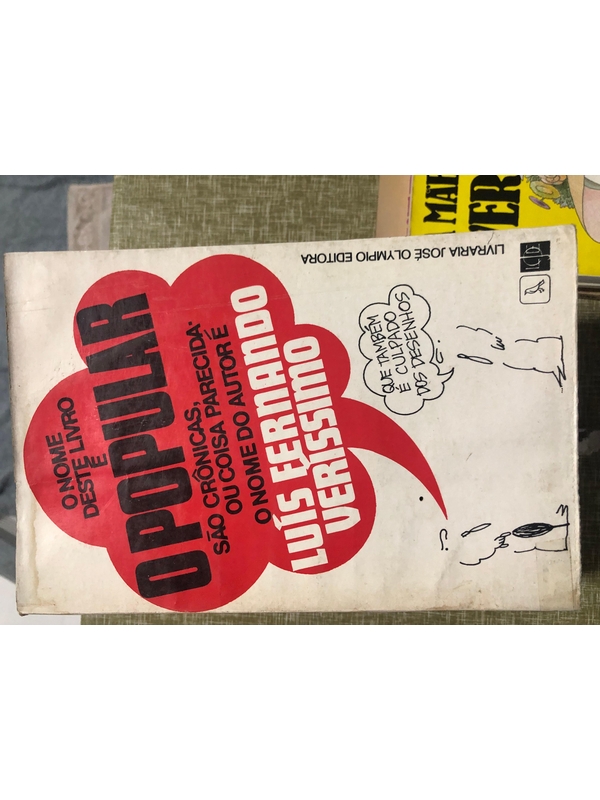 O NOME
DESTE LIVRO
É
O POPULAR
SÃO CRÔNICAS,
OU COISA PARECIDA·
O NOME DO AUTOR É
LUÍS FERNANDO
VERÍSSIMO
QUE TAMBÉM
É CULPADO
DOS DESENHOS
LIVRARIA JOSÉ OLYMPIO EDITORA
VER